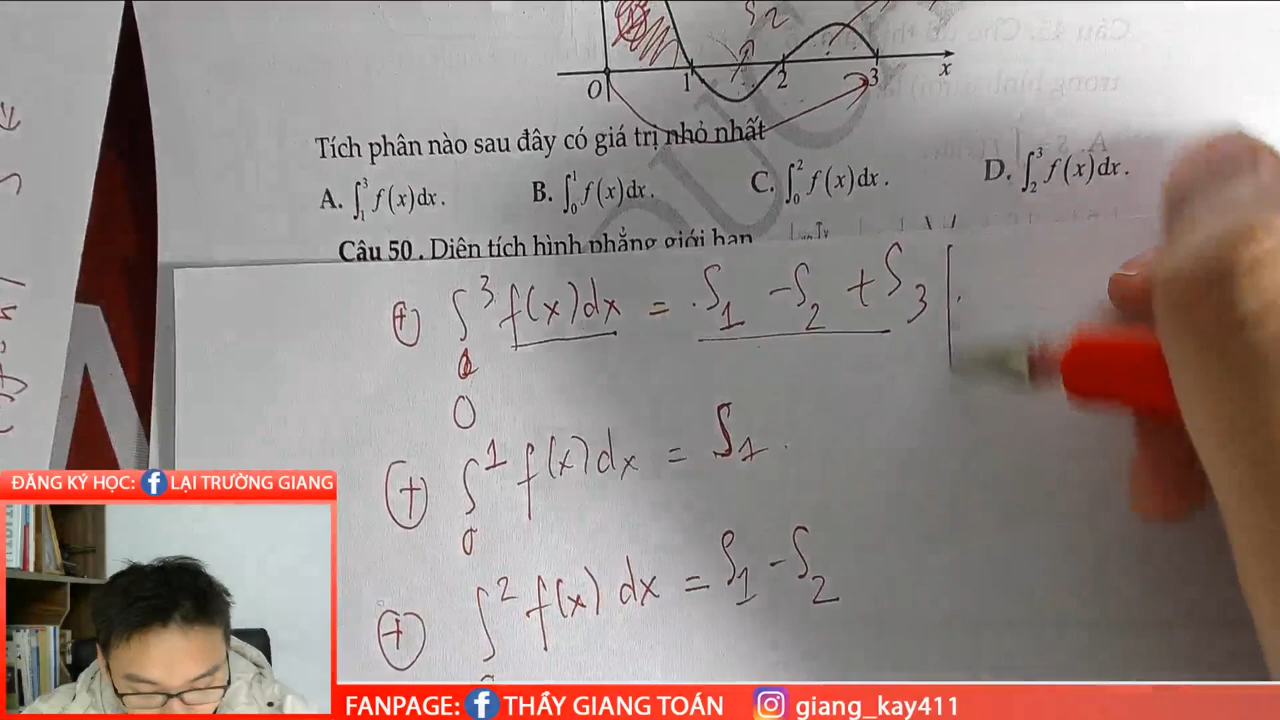 S2
O 1 2 3 x
Tích phân nào sau đây có giá trị nhỏ nhất
A. ∫₁³ f(x)dx. B. ∫₀¹ f(x)dx. C. ∫₀² f(x)dx. D. ∫₂³ f(x)dx.
Câu 50. Diện tích hình phẳng giới hạn
(+) ∫₀³ f(x)dx = S₁ - S₂ + S₃
(+) ∫₀¹ f(x)dx = S₁.
(+) ∫² f(x)dx = S₁ - S₂
ĐĂNG KÝ HỌC: f LẠI TRƯỜNG GIANG
FANPAGE: f THẦY GIANG TOÁN giang_kay411